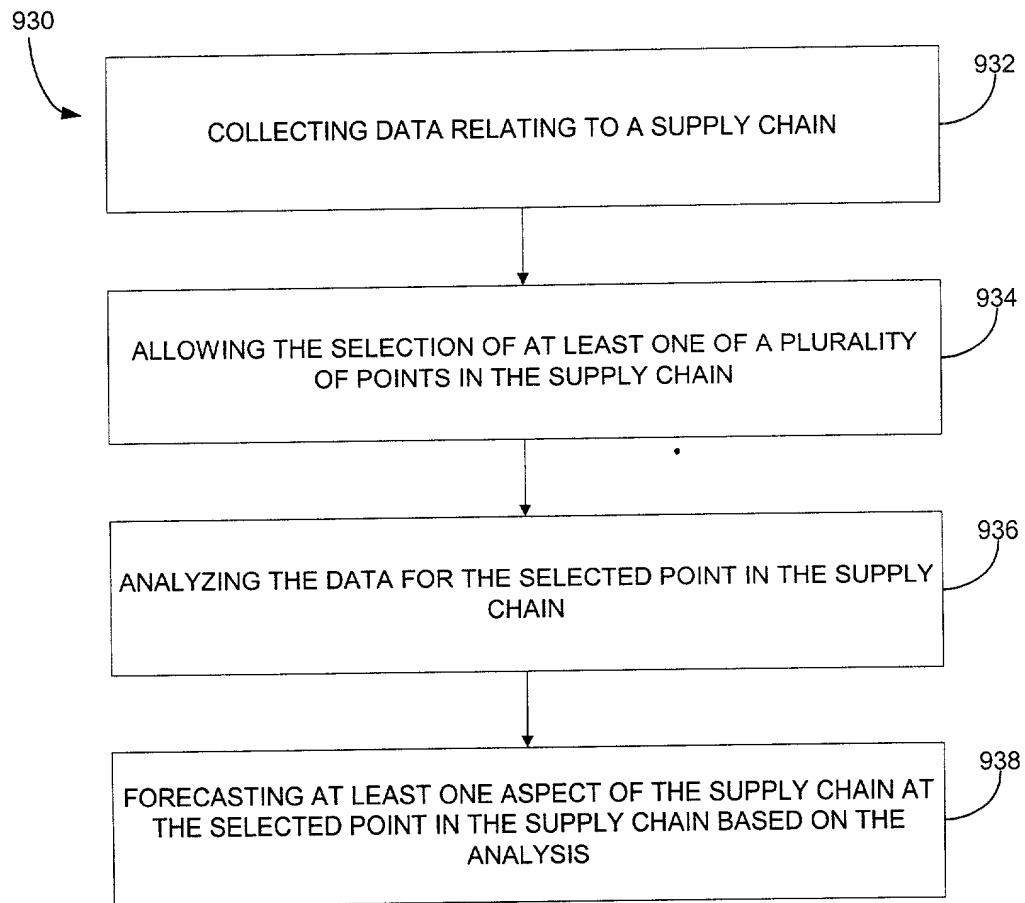 930
932
COLLECTING DATA RELATING TO A SUPPLY CHAIN
934
ALLOWING THE SELECTION OF AT LEAST ONE OF A PLURALITY
OF POINTS IN THE SUPPLY CHAIN
936
ANALYZING THE DATA FOR THE SELECTED POINT IN THE SUPPLY
CHAIN
938
FORECASTING AT LEAST ONE ASPECT OF THE SUPPLY CHAIN AT
THE SELECTED POINT IN THE SUPPLY CHAIN BASED ON THE
ANALYSIS